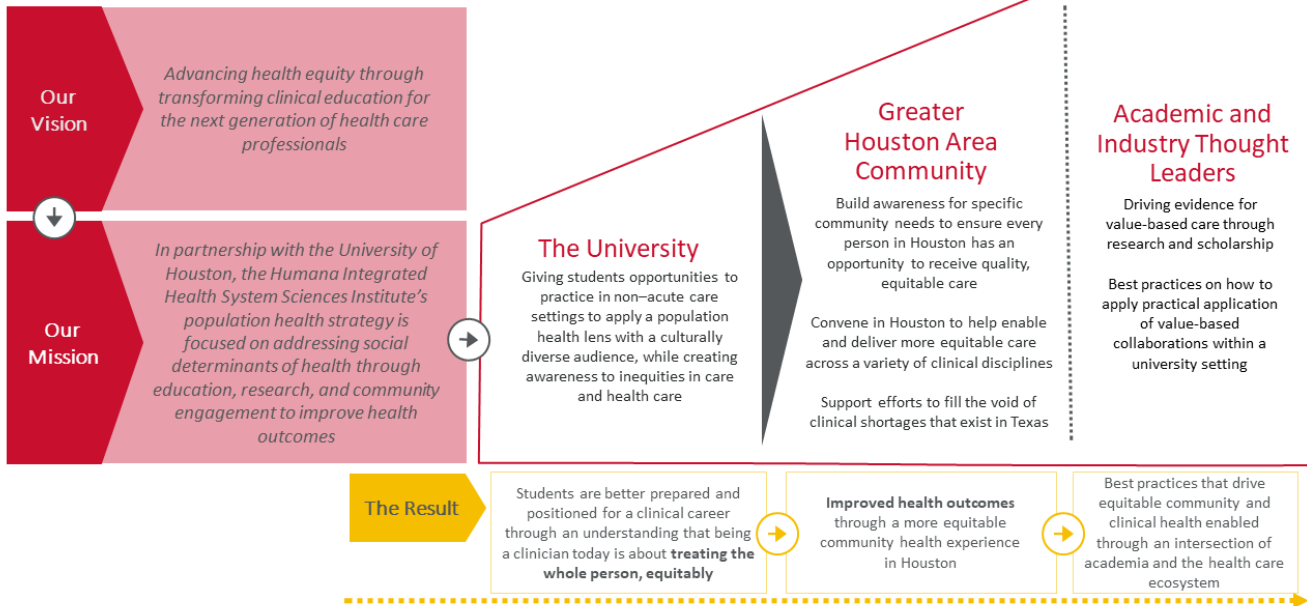 Our
Vision
Advancing health equity through
transforming clinical education for
the next generation of health care
professionals
Our
Mission
In partnership with the University of
Houston, the Humana Integrated
Health System Sciences Institute's
population health strategy is
focused on addressing social
determinants of health through
education, research, and community
engagement to improve health
outcomes
The University
Giving students opportunities to
practice in non–acute care
settings to apply a population
health lens with a culturally
diverse audience, while creating
awareness to inequities in care
and health care
Greater
Houston Area
Community
Build awareness for specific
community needs to ensure every
person in Houston has an
opportunity to receive quality,
equitable care
Convene in Houston to help enable
and deliver more equitable care
across a variety of clinical disciplines
Support efforts to fill the void of
clinical shortages that exist in Texas
Academic and
Industry Thought
Leaders
Driving evidence for
value-based care through
research and scholarship
Best practices on how to
apply practical application
of value-based
collaborations within a
university setting
The Result
Students are better prepared and
positioned for a clinical career
through an understanding that being
a clinician today is about treating the
whole person, equitably
Improved health outcomes
through a more equitable
community health experience
in Houston
Best practices that drive
equitable community and
clinical health enabled
through an intersection of
academia and the health care
ecosystem